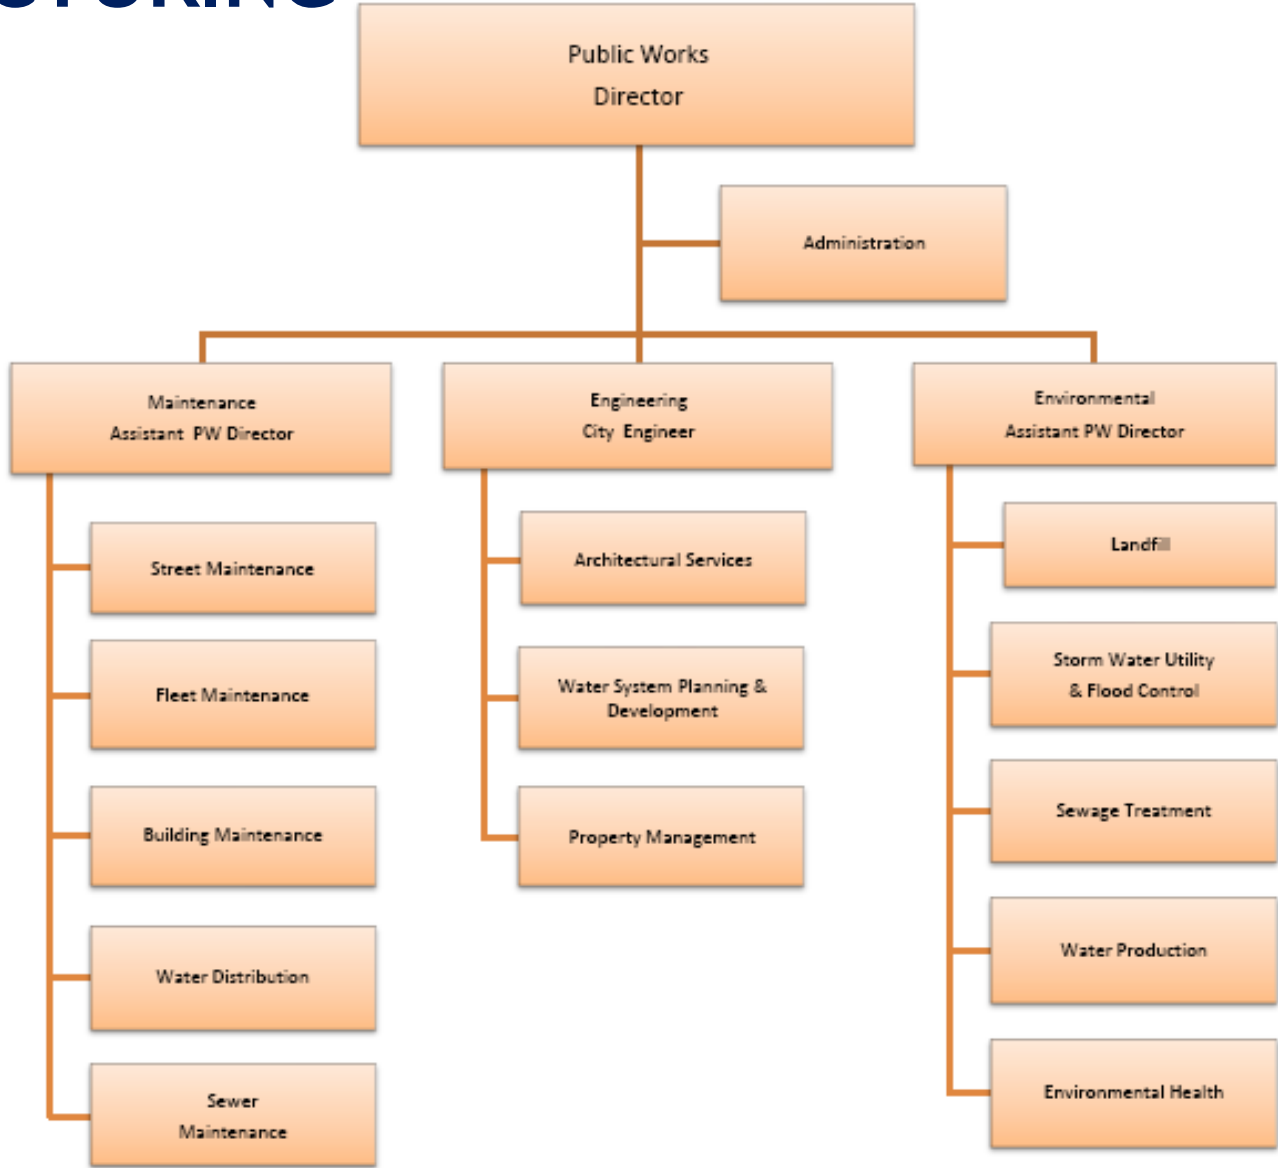 Public Works
Director
Administration
Maintenance
Assistant PW Director
Street Maintenance
Fleet Maintenance
Building Maintenance
Water Distribution
Sewer
Maintenance
Engineering
City Engineer
Architectural Services
Water System Planning &
Development
Property Management
Environmental
Assistant PW Director
Landfill
Storm Water Utility
& Flood Control
Sewage Treatment
Water Production
Environmental Health